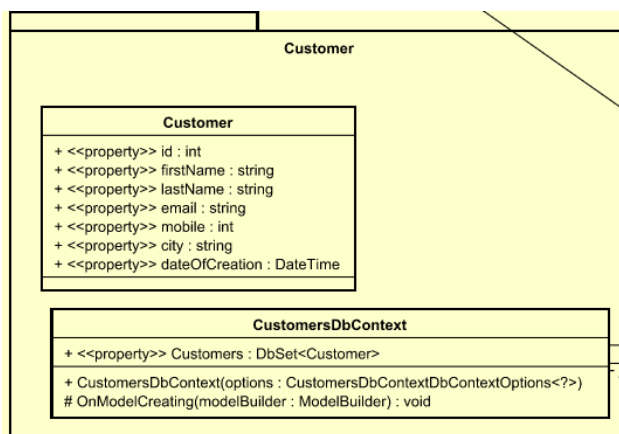 Customer
Customer
+ <<property>> id : int
+ <<property>> firstName : string
+ <<property>> lastName : string
+ <<property>> email : string
+ <<property>> mobile : int
+ <<property>> city : string
+ <<property>> dateOfCreation : DateTime
CustomersDbContext
+ <<property>> Customers : DbSet<Customer>
+ CustomersDbContext(options : CustomersDbContextDbContextOptions<?>)
# OnModelCreating(modelBuilder : ModelBuilder) : void